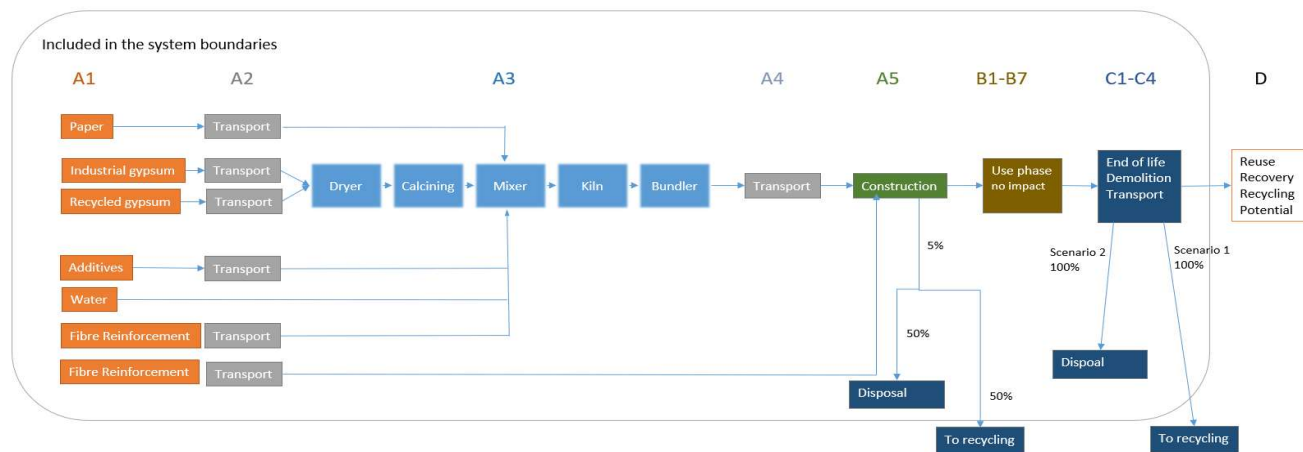 Included in the system boundaries
A1 A2 A3 A4 A5 B1-B7 C1-C4 D
Paper Transport
Industrial gypsum Transport
Recycled gypsum Transport
Dryer Calcining Mixer Kiln Bundler Transport Construction
Use phase
no impact
End of life
Demolition
Transport
Reuse
Recovery
Recycling
Potential
Additives Transport
Water
Fibre Reinforcement Transport
Fibre Reinforcement Transport
5%
50%
50%
Scenario 2
100%
Scenario 1
100%
Disposal
Dispoal
To recycling
To recycling